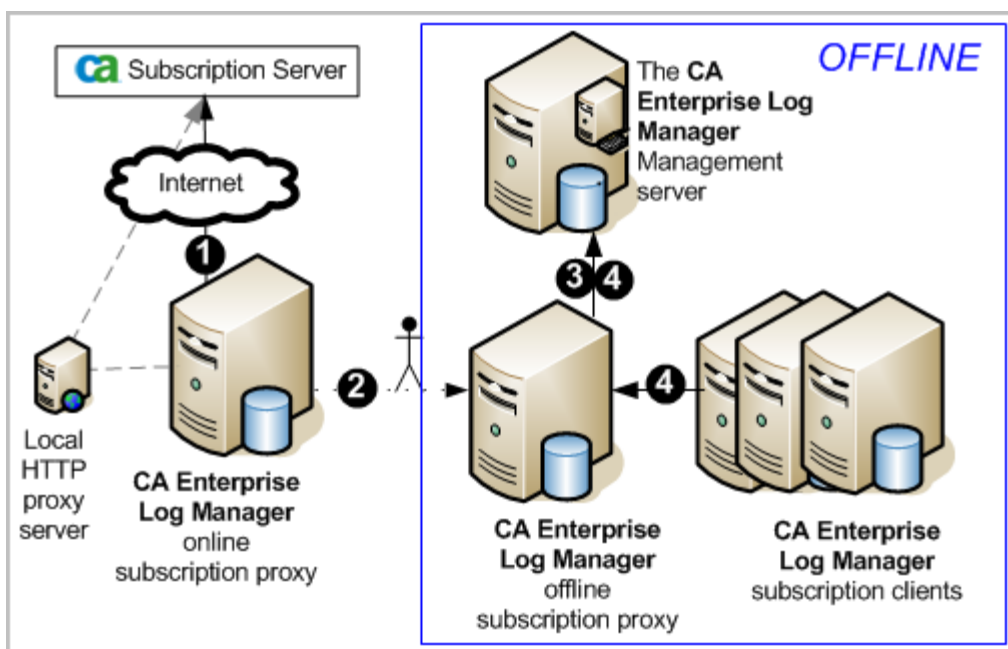 ca Subscription Server
OFFLINE
The CA
Enterprise Log
Manager
Management
server
Internet
1
3 4
2
4
Local
HTTP
proxy
server
CA Enterprise
Log Manager
online
subscription proxy
CA Enterprise
Log Manager
offline
subscription proxy
CA Enterprise
Log Manager
subscription clients